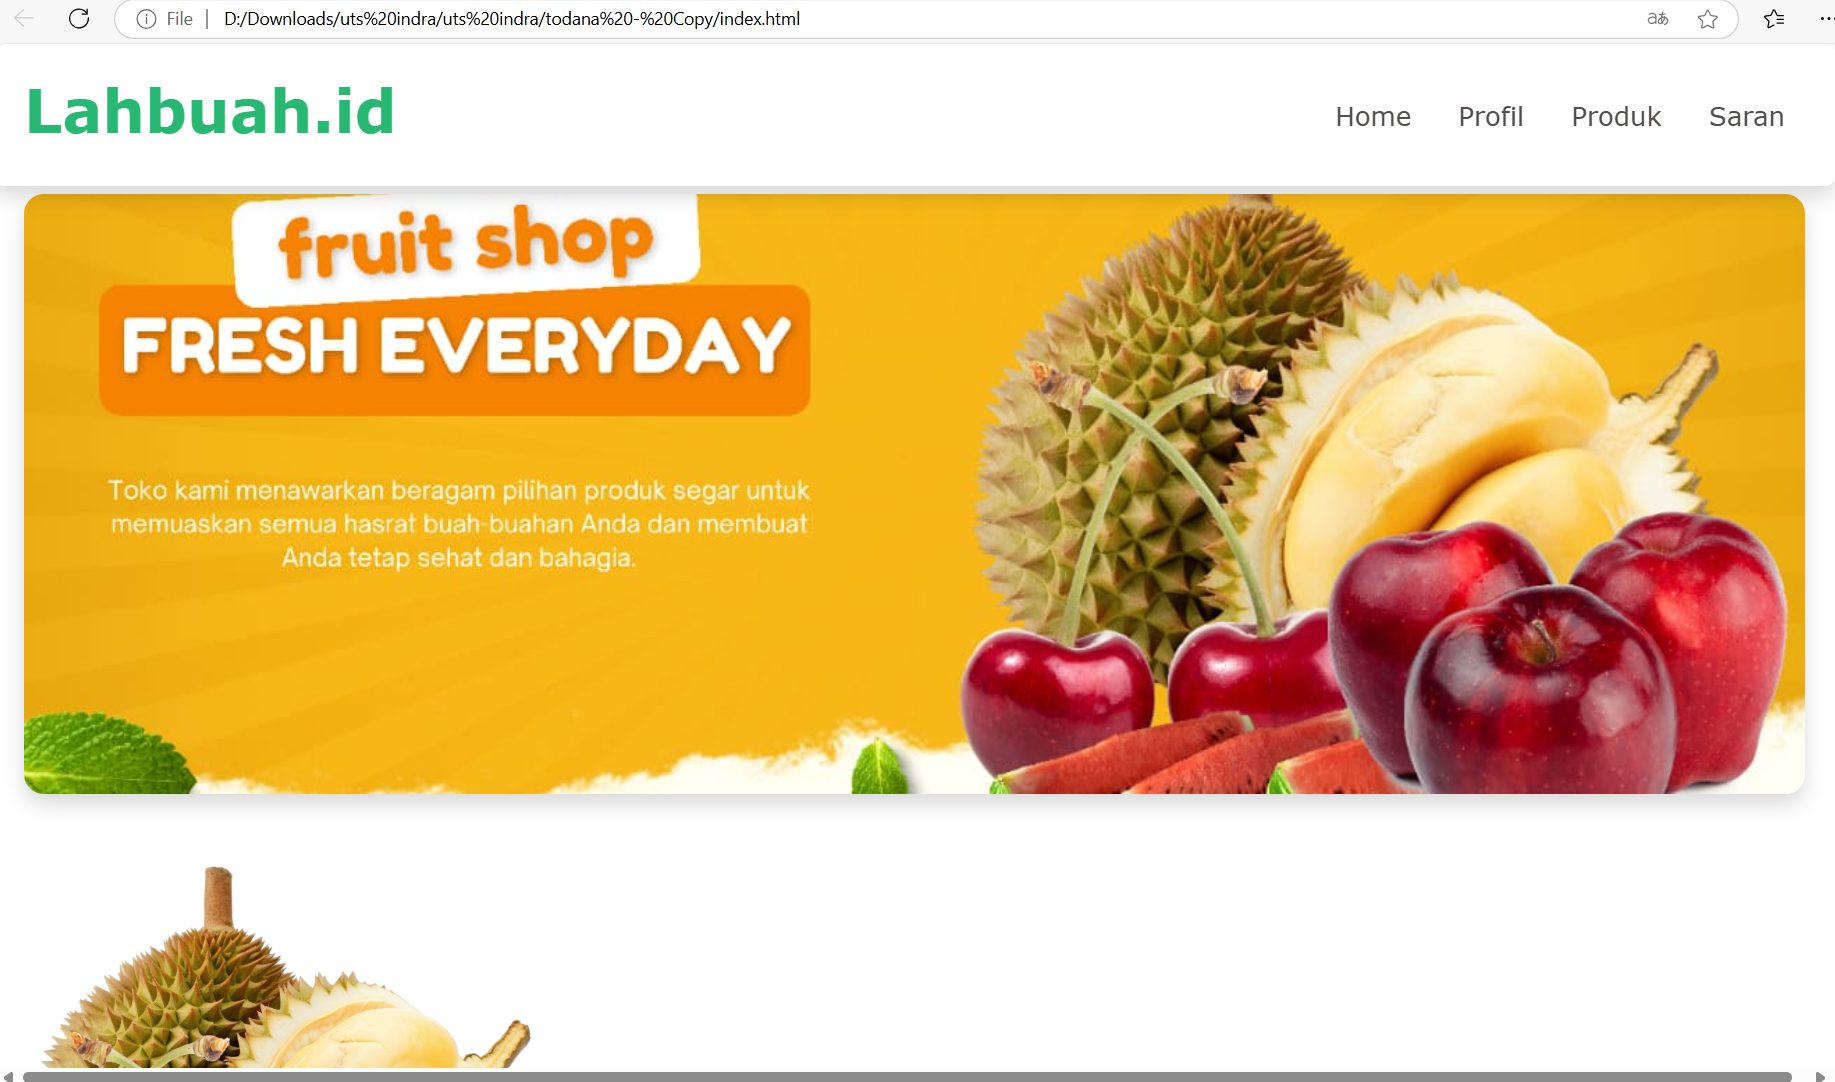 File
D:/Downloads/uts%20indra/uts%20indra/todana%20-%20Copy/index.html
aあ
Lahbuah.id
Home Profil Produk Saran
fruit shop
FRESH EVERYDAY
Toko kami menawarkan beragam pilihan produk segar untuk
memuaskan semua hasrat buah-buahan Anda dan membuat
Anda tetap sehat dan bahagia.